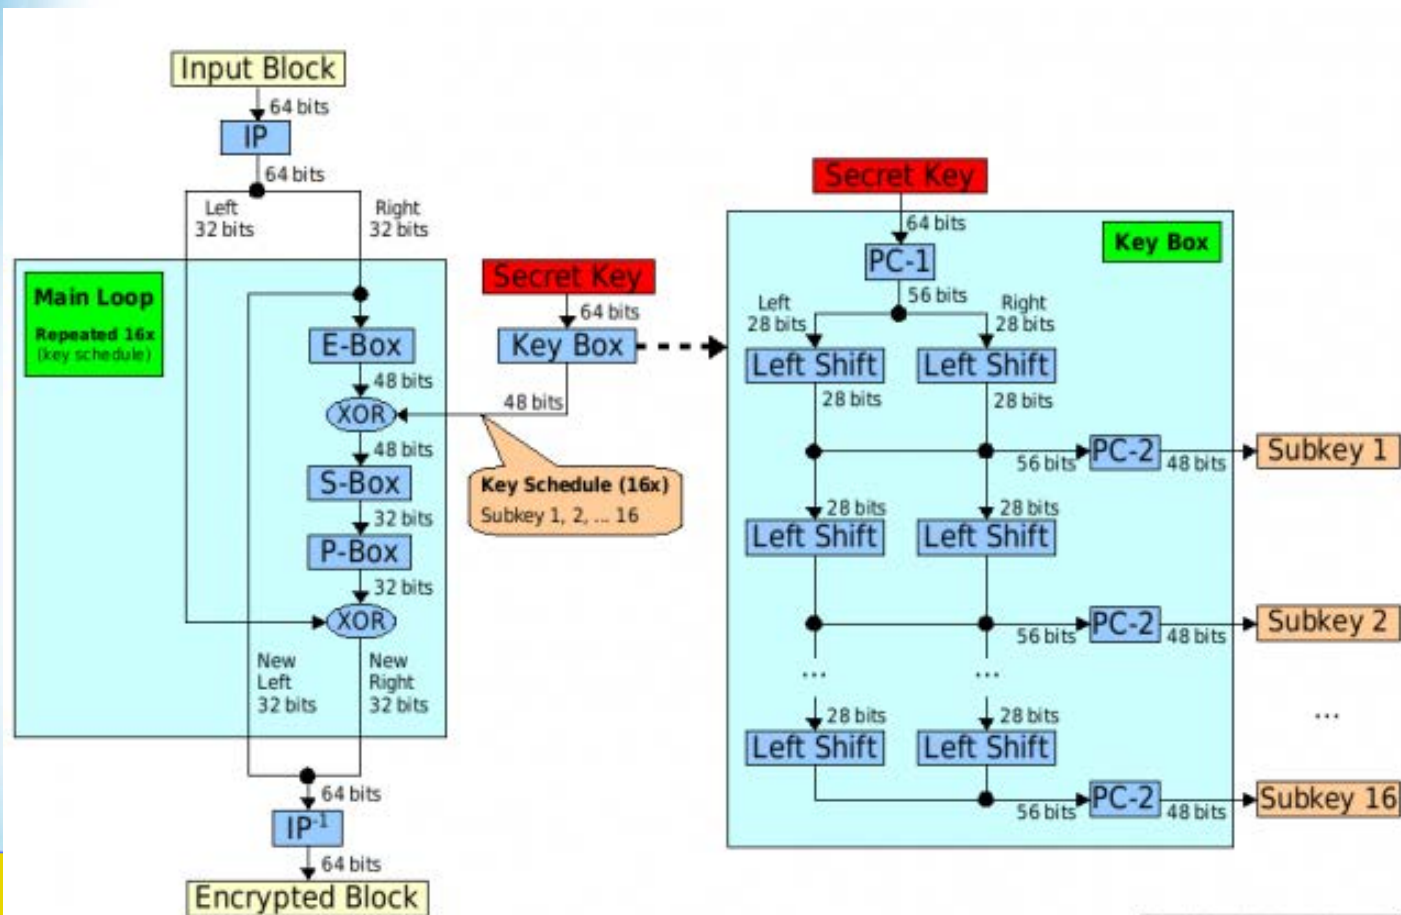 Input Block
64 bits
IP
64 bits
Left
32 bits
Right
32 bits
Main Loop
Repeated 16x
(key schedule)
E-Box
48 bits
XOR
48 bits
S-Box
32 bits
P-Box
32 bits
XOR
New
Left
32 bits
New
Right
32 bits
64 bits
IP-1
64 bits
Encrypted Block
Secret Key
64 bits
Key Box
48 bits
Key Schedule (16x)
Subkey 1, 2, ... 16
Secret Key
64 bits
Key Box
PC-1
56 bits
Left
28 bits
Right
28 bits
Left Shift
Left Shift
28 bits
28 bits
56 bits
PC-2
48 bits
Subkey 1
28 bits
28 bits
Left Shift
Left Shift
56 bits
PC-2
48 bits
Subkey 2
...
...
...
28 bits
28 bits
Left Shift
Left Shift
56 bits
PC-2
48 bits
Subkey 16